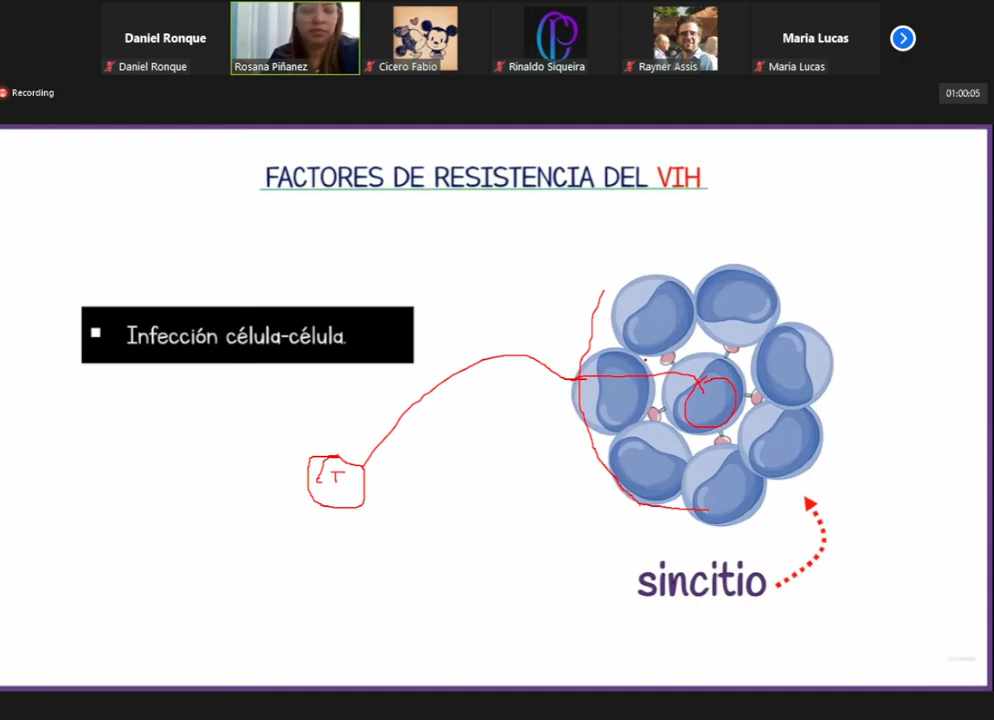 Daniel Ronque
Maria Lucas
Daniel Ronque
Rosana Piñanez
Cicero Fabio
Rinaldo Siqueira
Rayner Assis
Maria Lucas
Recording
01:00:05
FACTORES DE RESISTENCIA DEL VIH
Infección célula-célula.
T
sincitio